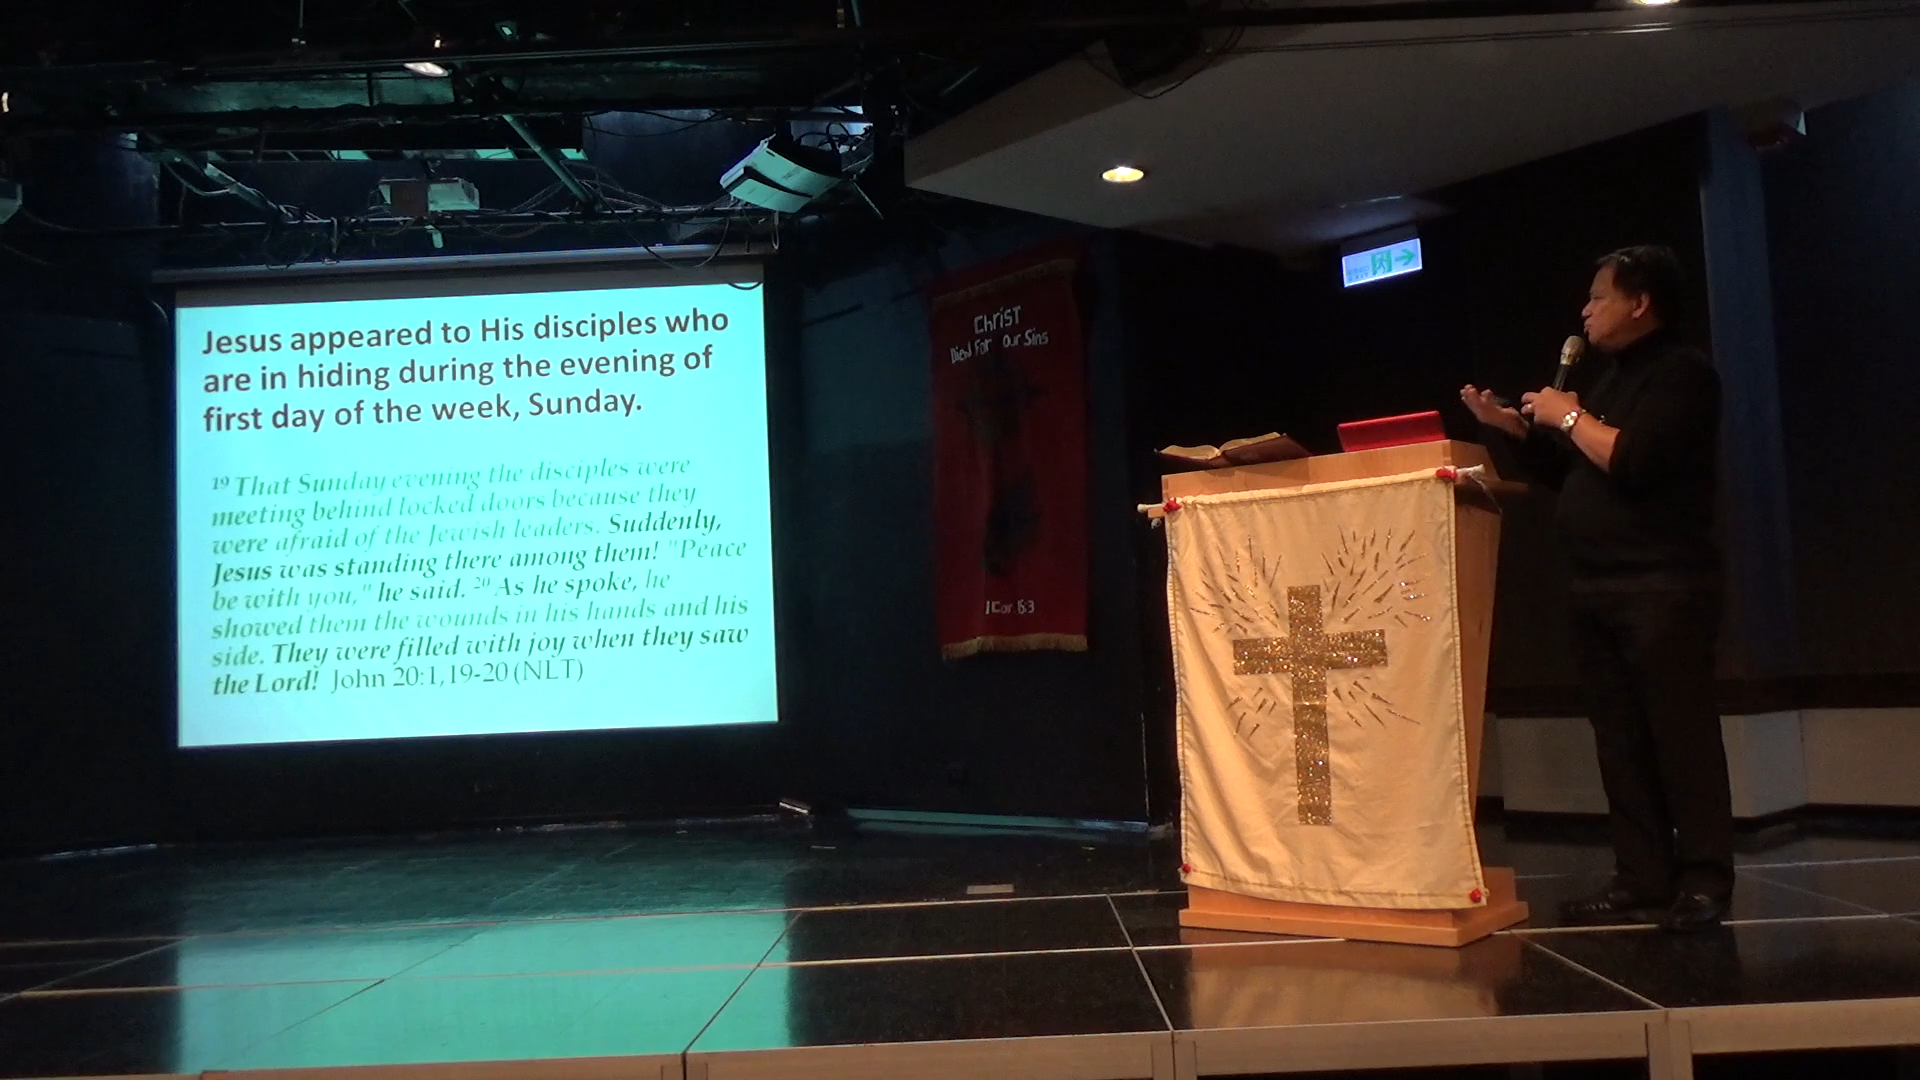 Jesus appeared to His disciples who
are in hiding during the evening of
first day of the week, Sunday.
19 That Sunday evening the disciples were
meeting behind locked doors because they
were afraid of the Jewish leaders. Suddenly,
Jesus was standing there among them! "Peace
be with you," he said. 20 As he spoke, he
showed them the wounds in his hands and his
side. They were filled with joy when they saw
the Lord! John 20:1,19-20 (NLT)
Christ
Died For Our Sins
1 Cor. 15:3